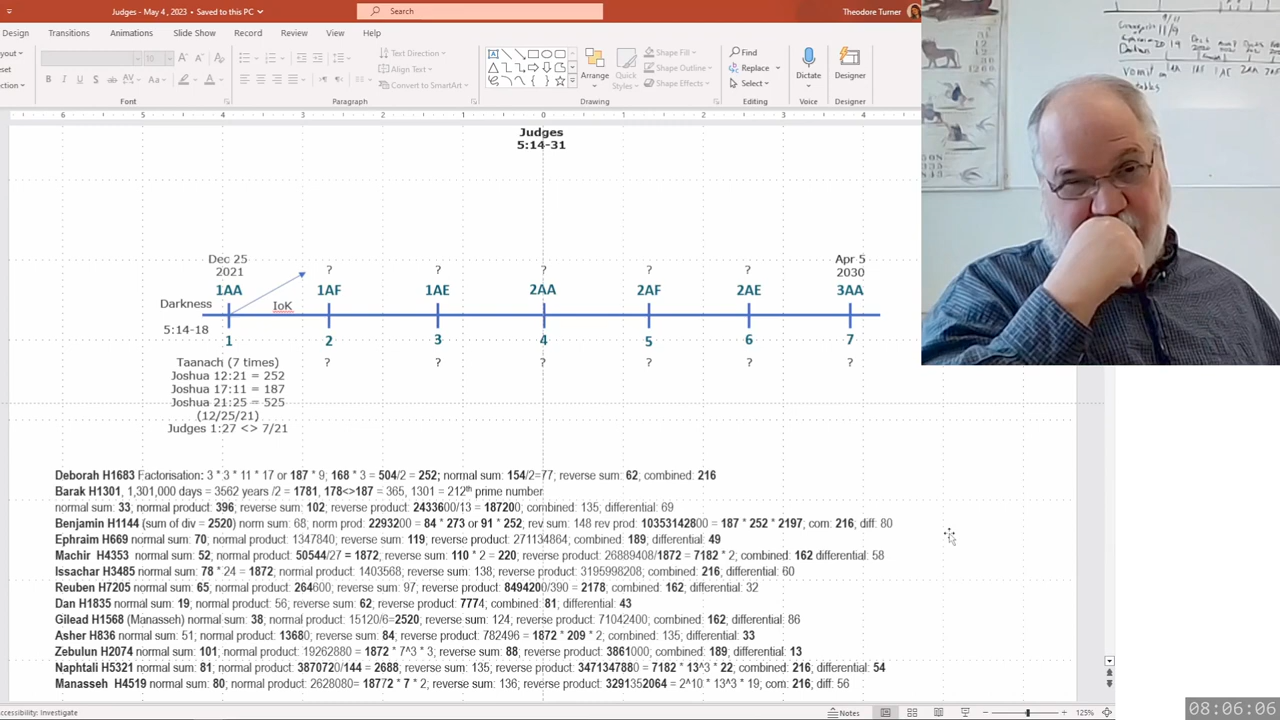 Judges - May 4, 2023 • Saved to this PC
Search
Theodore Turner
Design Transitions Animations Slide Show Record Review View Help
Text Direction
Align Text
Convert to SmartArt
Arrange
Quick
Styles
Shape Fill
Shape Outline
Shape Effects
Find
Replace
Select
Dictate
Designer
Font Paragraph Drawing Editing Voice Designer
6 5 4 3 2 1 0 1 2 3 4
Judges
5:14-31
Dec 25
2021
Apr 5
2030
? ? ? ? ?
1AA 1AF 1AE 2AA 2AF 2AE 3AA
Darkness
IoK
5:14-18
1 2 3 4 5 6 7
? ? ? ? ? ?
Taanach (7 times)
Joshua 12:21 = 252
Joshua 17:11 = 187
Joshua 21:25 = 525
(12/25/21)
Judges 1:27 <> 7/21
Deborah H1683 Factorisation: 3 * 3 * 11 * 17 or 187 * 9; 168 * 3 = 504/2 = 252; normal sum: 154/2=77; reverse sum: 62; combined: 216
Barak H1301, 1,301,000 days = 3562 years /2 = 1781, 178<>187 = 365, 1301 = 212th prime number
normal sum: 33, normal product: 396, reverse sum: 102, reverse product: 2433600/13 = 187200, combined: 135, differential: 69
Benjamin H1144 (sum of div = 2520) norm sum: 68, norm prod: 2293200 = 84 * 273 or 91 * 252, rev sum: 148 rev prod: 10353142800 = 187 * 252 * 2197, com: 216, diff: 80
Ephraim H669 normal sum: 70, normal product: 1347840, reverse sum: 119, reverse product: 271134864, combined: 189, differential: 49
Machir H4353 normal sum: 52, normal product: 50544/27 = 1872, reverse sum: 110 * 2 = 220, reverse product: 26889408/1872 = 7182 * 2; combined: 162 differential: 58
Issachar H3485 normal sum: 78 * 24 = 1872, normal product: 1403568, reverse sum: 138, reverse product: 3195998208, combined: 216, differential: 60
Reuben H7205 normal sum: 65, normal product: 264600, reverse sum: 97, reverse product: 8494200/390 = 2178, combined: 162, differential: 32
Dan H1835 normal sum: 19; normal product: 56; reverse sum: 62, reverse product: 7774; combined: 81, differential: 43
Gilead H1568 (Manasseh) normal sum: 38, normal product: 15120/6=2520, reverse sum: 124, reverse product: 71042400, combined: 162, differential: 86
Asher H836 normal sum: 51, normal product: 13680, reverse sum: 84, reverse product: 782496 = 1872 * 209 * 2, combined: 135; differential: 33
Zebulun H2074 normal sum: 101, normal product: 19262880 = 1872 * 7^3 * 3; reverse sum: 88, reverse product: 3861000, combined: 189, differential: 13
Naphtali H5321 normal sum: 81, normal product: 3870720/144 = 2688, reverse sum: 135, reverse product: 3471347880 = 7182 * 13^3 * 22, combined: 216, differential: 54
Manasseh H4519 normal sum: 80; normal product: 2628080= 18772 * 7 * 2; reverse sum: 136, reverse product: 3291352064 = 2^10 * 13^3 * 19, com: 216, diff: 56
ccessibility: Investigate
Notes
125%
08:06:06